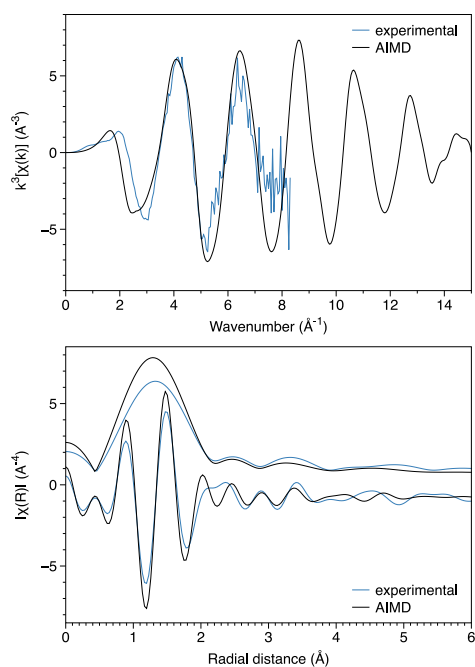 experimental
AIMD
k³[χ(k)] (A⁻³)
5
0
−5
0
2
4
6
8
10
12
14
Wavenumber (Å⁻¹)
experimental
AIMD
|χ(R)| (A⁻⁴)
5
0
−5
0
1
2
3
4
5
6
Radial distance (Å)